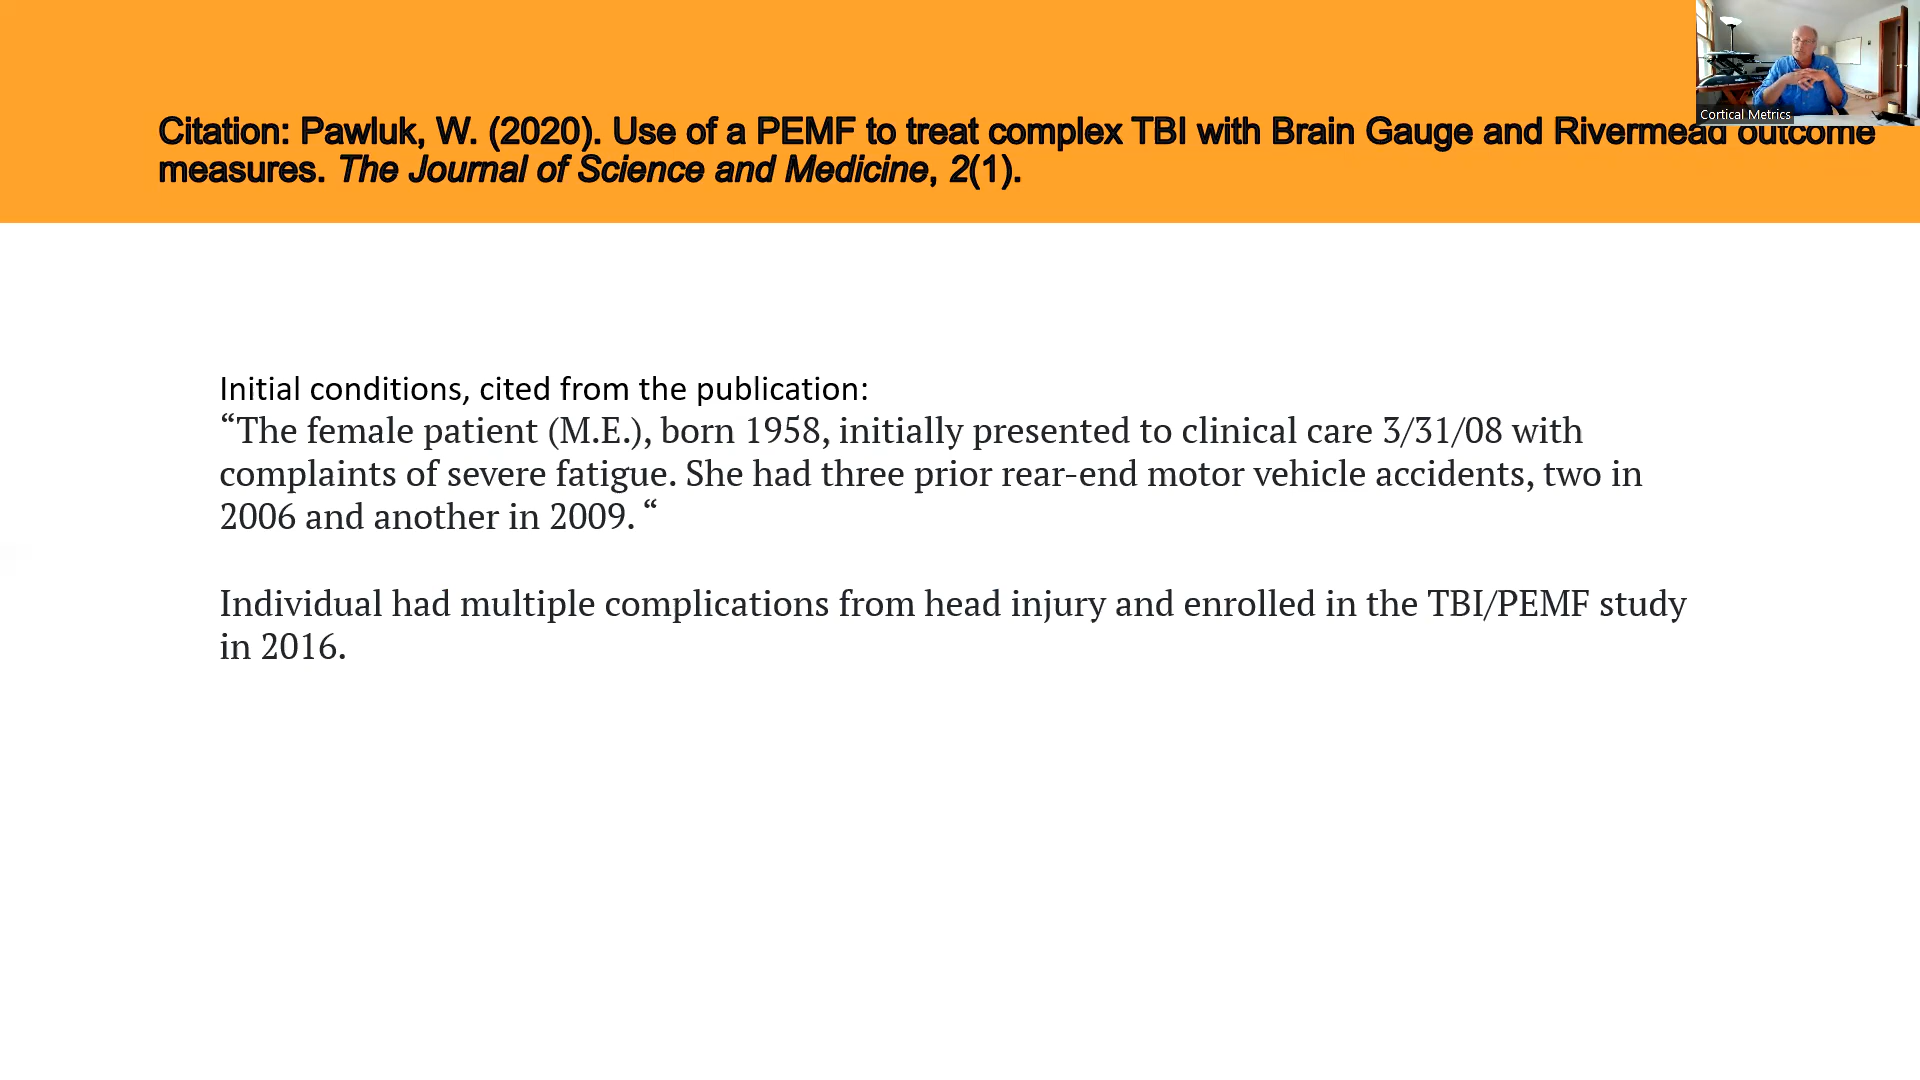 Citation: Pawluk, W. (2020). Use of a PEMF to treat complex TBI with Brain Gauge and Rivermead outcome
measures. The Journal of Science and Medicine, 2(1).
Cortical Metrics
Initial conditions, cited from the publication:
“The female patient (M.E.), born 1958, initially presented to clinical care 3/31/08 with
complaints of severe fatigue. She had three prior rear-end motor vehicle accidents, two in
2006 and another in 2009. “
Individual had multiple complications from head injury and enrolled in the TBI/PEMF study
in 2016.